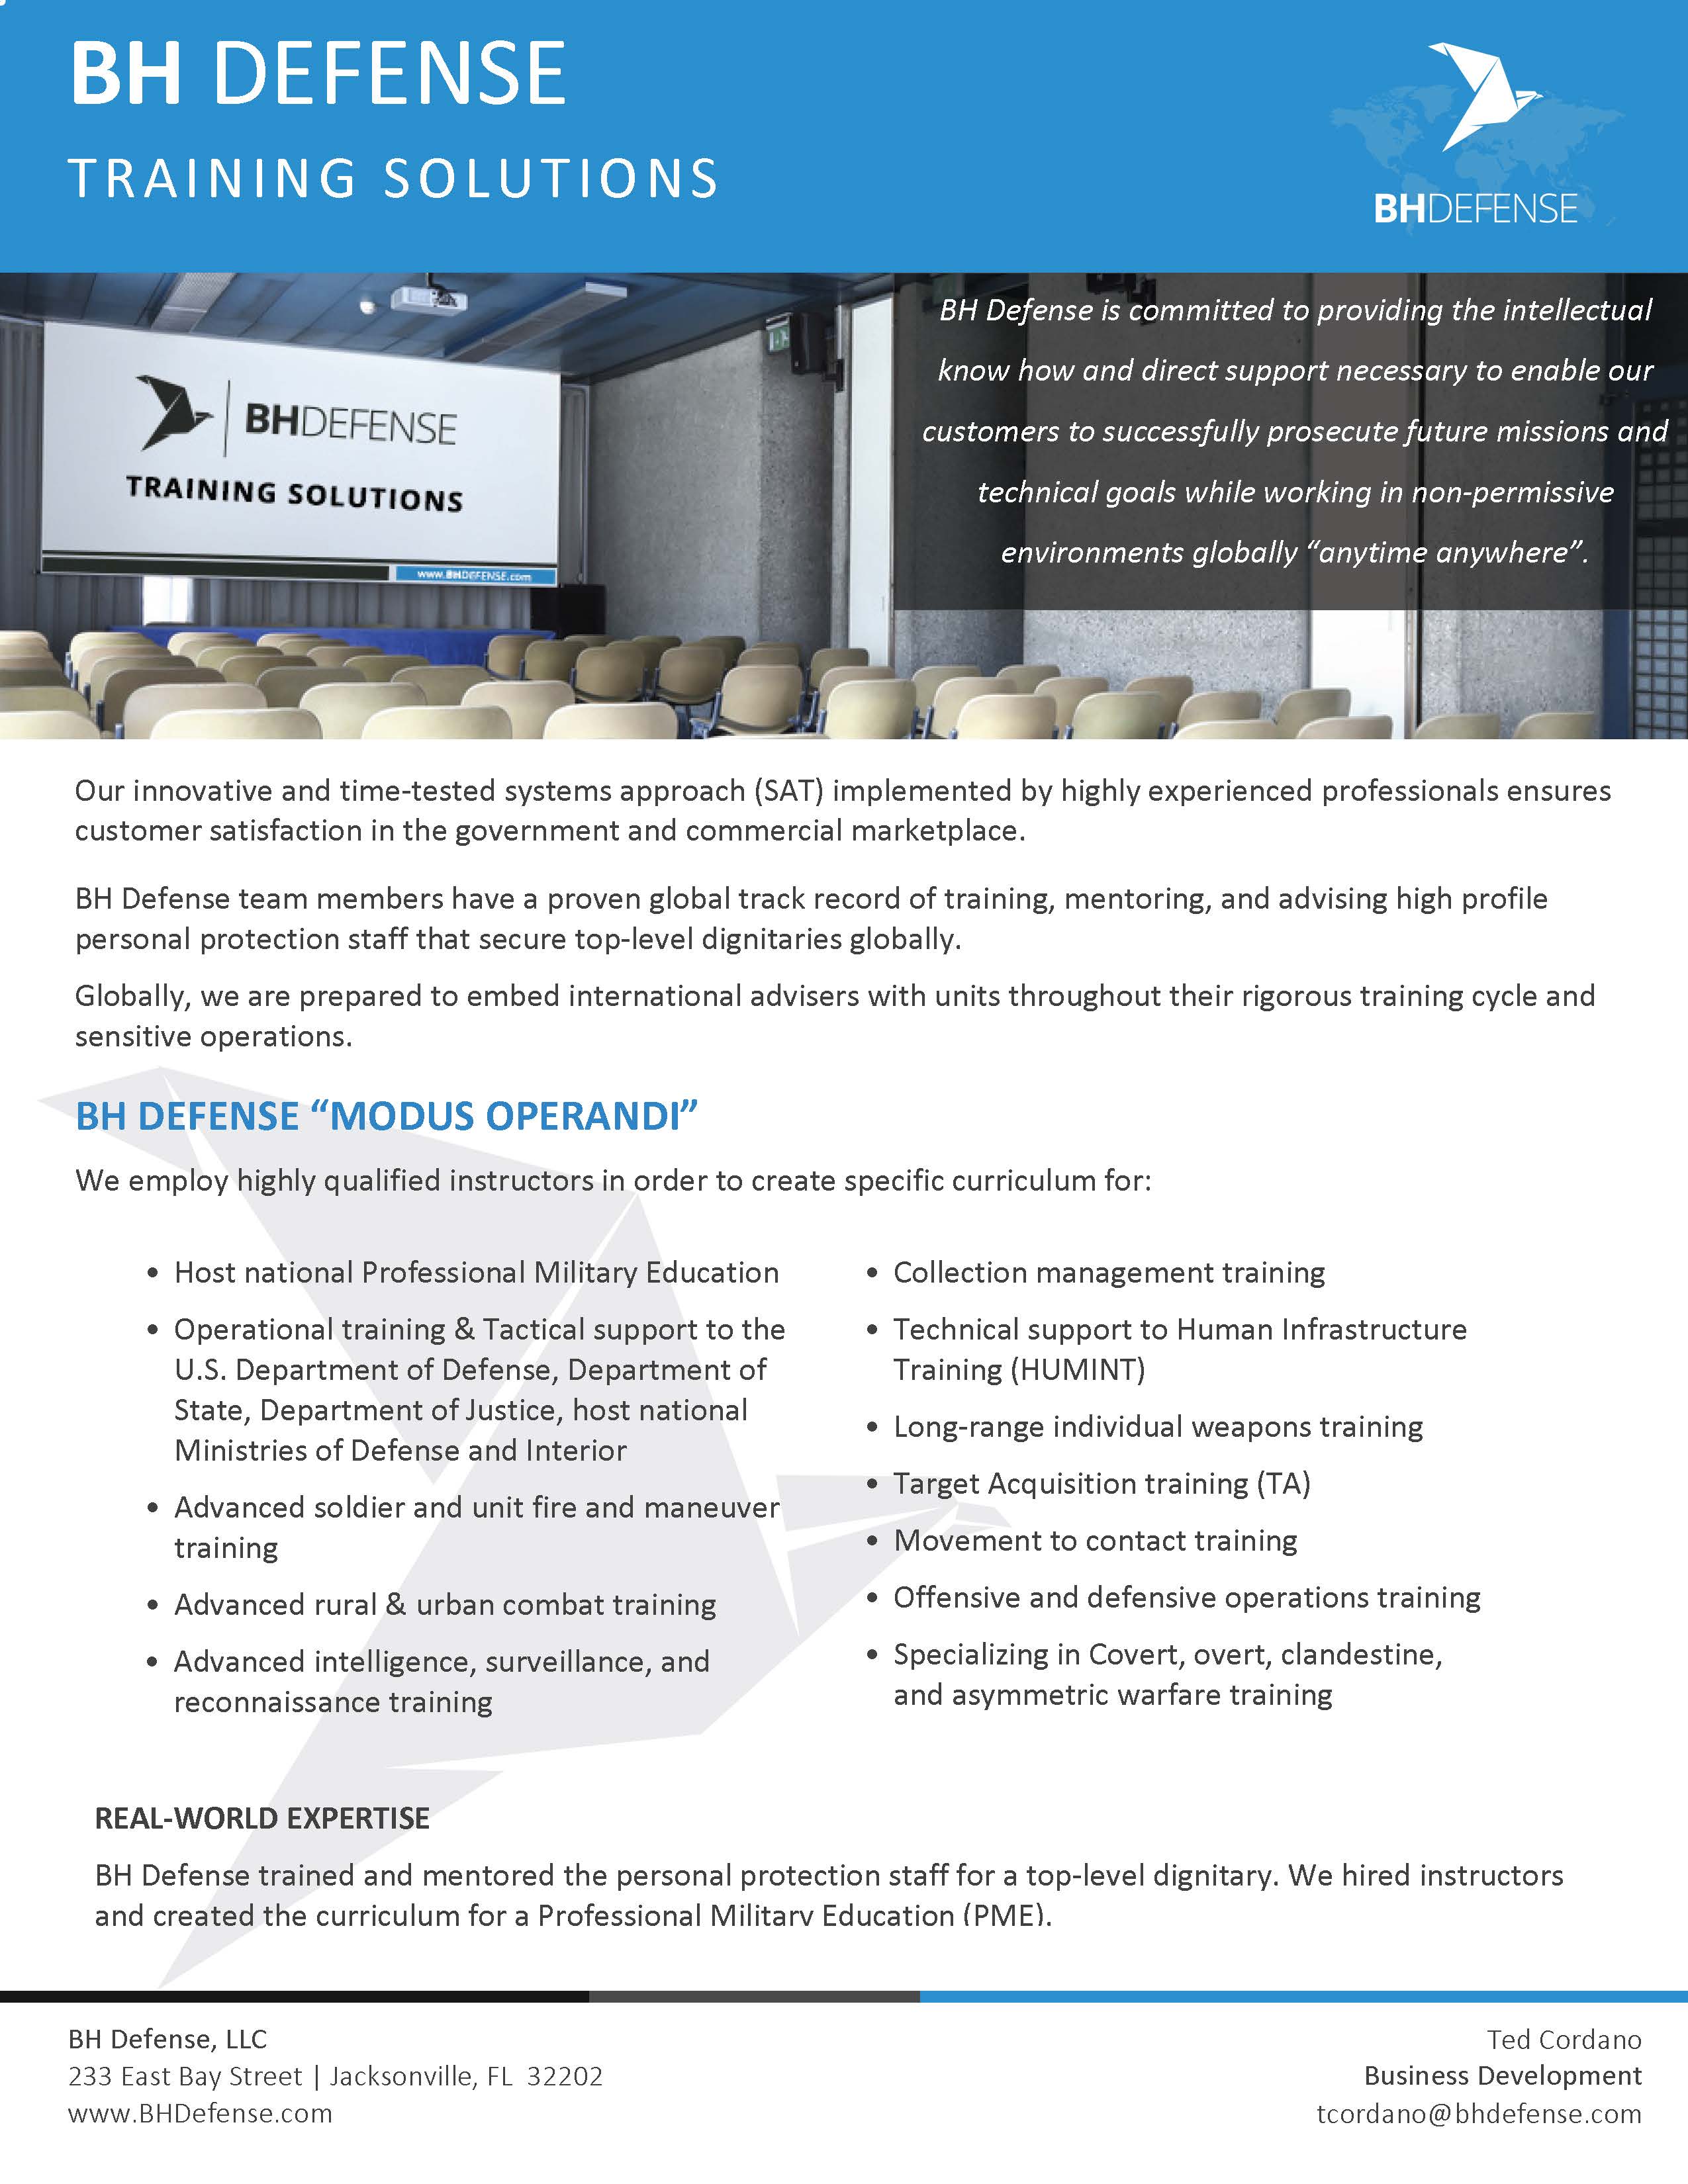 BH DEFENSE
TRAINING SOLUTIONS
BHDEFENSE
BHDEFENSE
TRAINING SOLUTIONS
www.BHDEFENSE.com
BH Defense is committed to providing the intellectual
know how and direct support necessary to enable our
customers to successfully prosecute future missions and
technical goals while working in non-permissive
environments globally “anytime anywhere”.
Our innovative and time-tested systems approach (SAT) implemented by highly experienced professionals ensures
customer satisfaction in the government and commercial marketplace.
BH Defense team members have a proven global track record of training, mentoring, and advising high profile
personal protection staff that secure top-level dignitaries globally.
Globally, we are prepared to embed international advisers with units throughout their rigorous training cycle and
sensitive operations.
BH DEFENSE “MODUS OPERANDI”
We employ highly qualified instructors in order to create specific curriculum for:
• Host national Professional Military Education
• Operational training & Tactical support to the
U.S. Department of Defense, Department of
State, Department of Justice, host national
Ministries of Defense and Interior
• Advanced soldier and unit fire and maneuver
training
• Advanced rural & urban combat training
• Advanced intelligence, surveillance, and
reconnaissance training
• Collection management training
• Technical support to Human Infrastructure
Training (HUMINT)
• Long-range individual weapons training
• Target Acquisition training (TA)
• Movement to contact training
• Offensive and defensive operations training
• Specializing in Covert, overt, clandestine,
and asymmetric warfare training
REAL-WORLD EXPERTISE
BH Defense trained and mentored the personal protection staff for a top-level dignitary. We hired instructors
and created the curriculum for a Professional Military Education (PME).
BH Defense, LLC
233 East Bay Street | Jacksonville, FL 32202
www.BHDefense.com
Ted Cordano
Business Development
tcordano@bhdefense.com